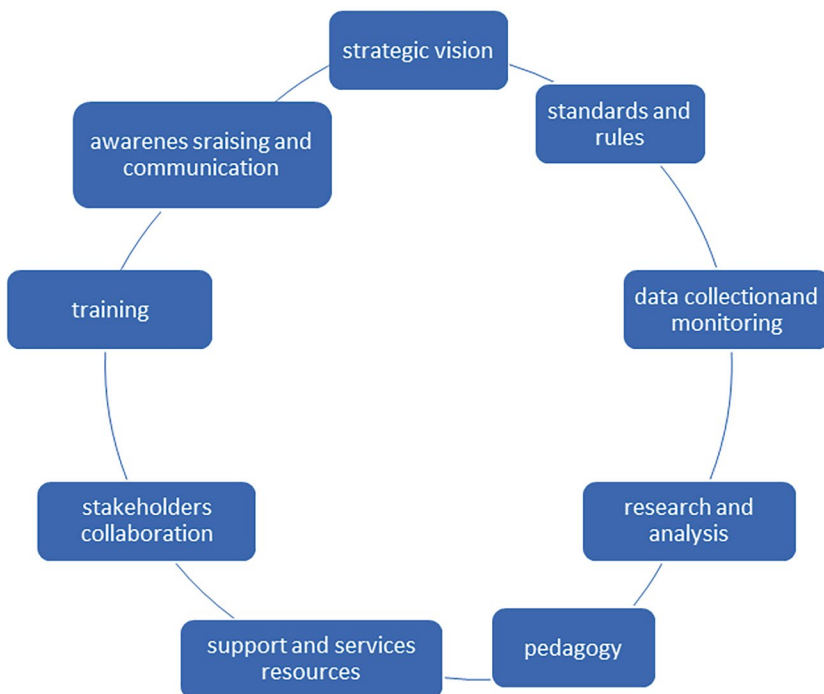 strategic vision
standards and
rules
data collectionand
monitoring
research and
analysis
pedagogy
support and services
resources
stakeholders
collaboration
training
awarenes sraising and
communication